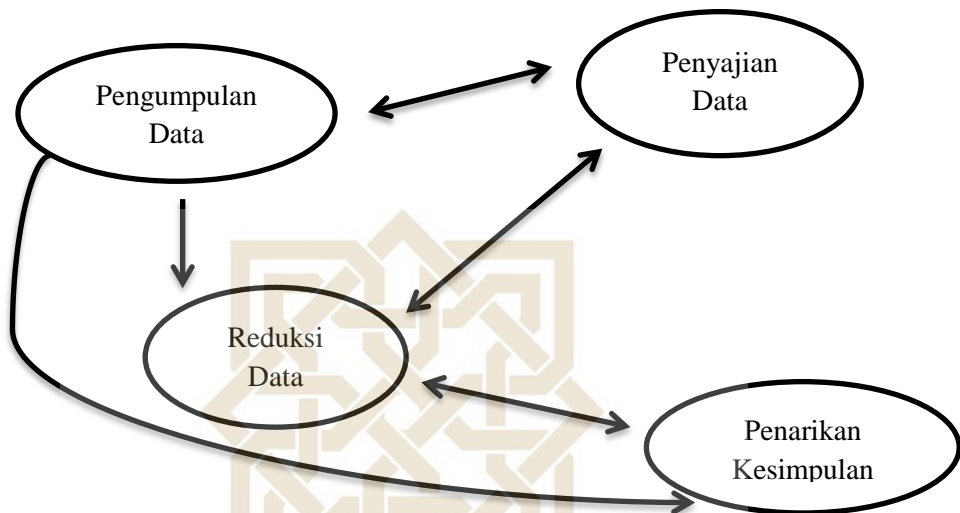 Pengumpulan
Data
Penyajian
Data
Reduksi
Data
Penarikan
Kesimpulan